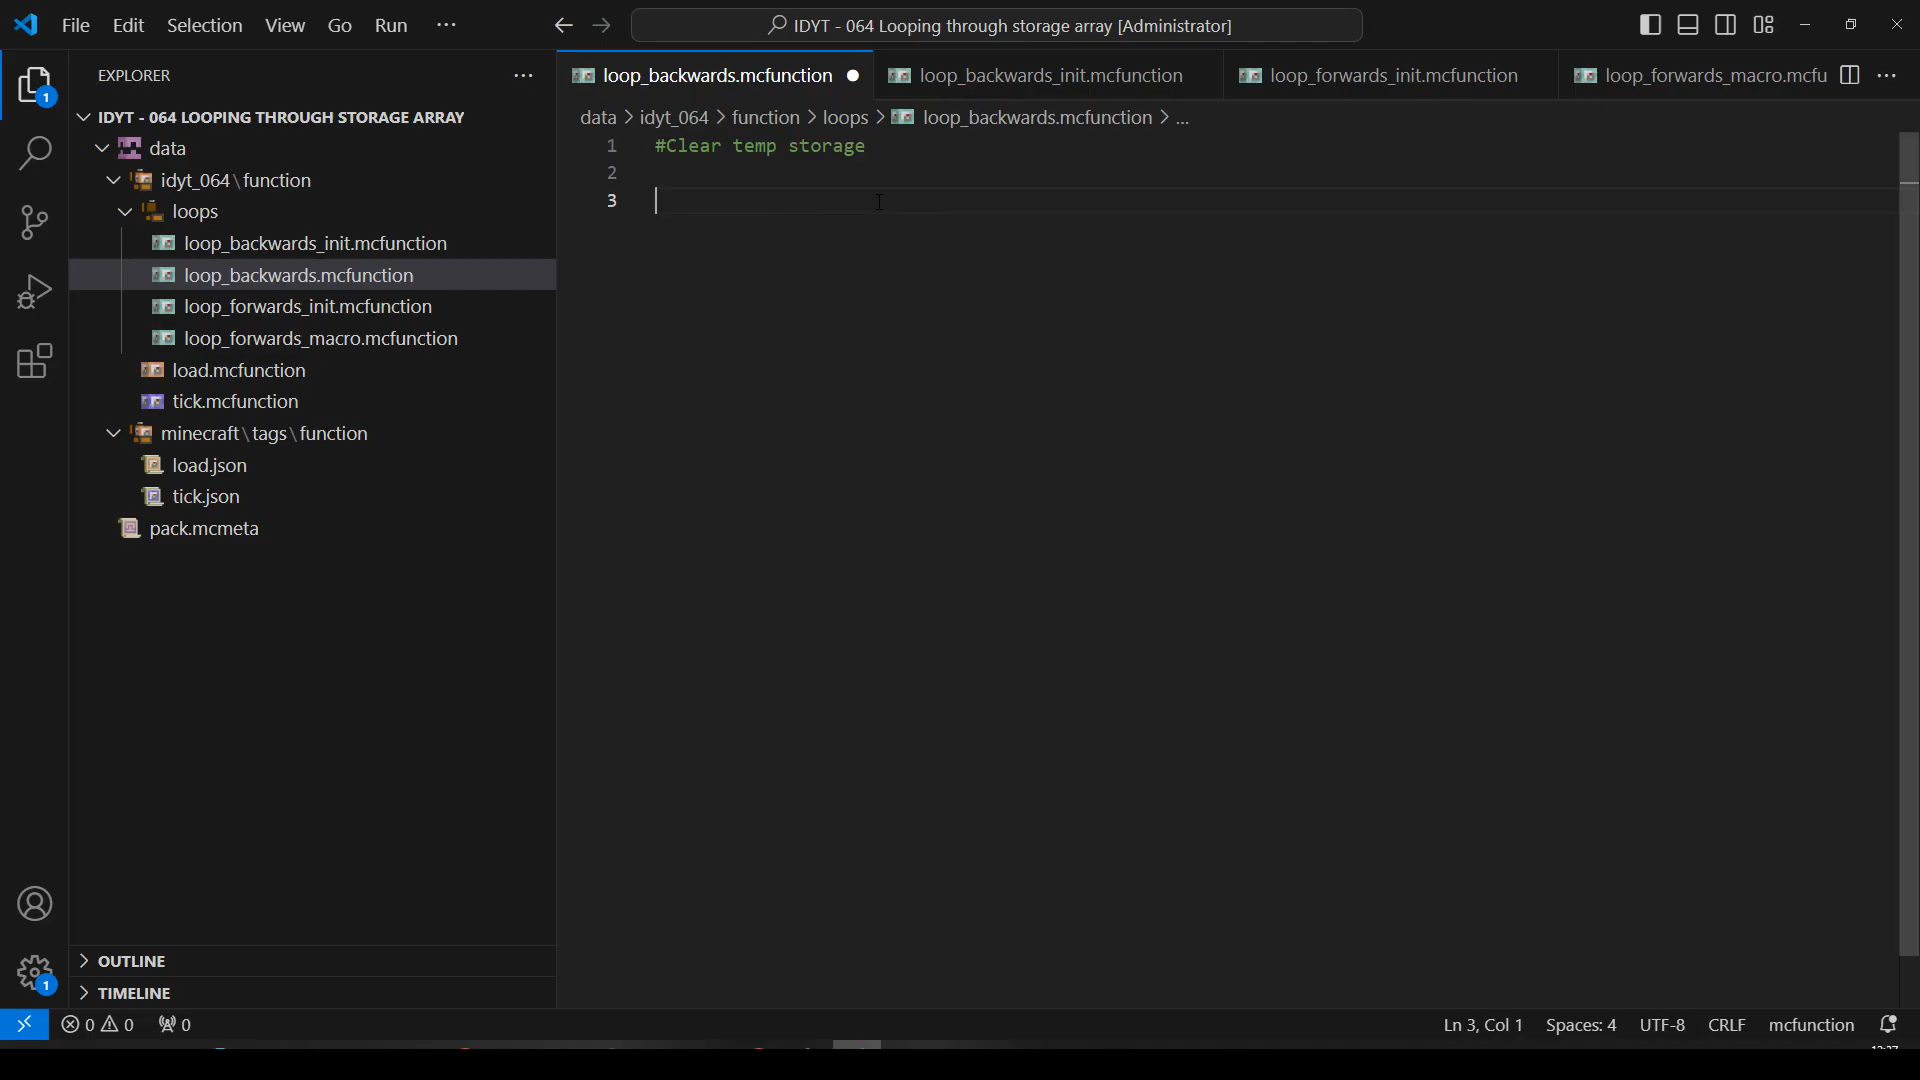 File Edit Selection View Go Run ...
IDYT - 064 Looping through storage array [Administrator]
EXPLORER
1
IDYT - 064 LOOPING THROUGH STORAGE ARRAY
data
idyt_064\function
loops
loop_backwards_init.mcfunction
loop_backwards.mcfunction
loop_forwards_init.mcfunction
loop_forwards_macro.mcfunction
load.mcfunction
tick.mcfunction
minecraft\tags\function
load.json
tick.json
pack.mcmeta
OUTLINE
TIMELINE
1
loop_backwards.mcfunction loop_backwards_init.mcfunction loop_forwards_init.mcfunction loop_forwards_macro.mcfu
data > idyt_064 > function > loops > loop_backwards.mcfunction > ...
1 #Clear temp storage
2
3
0 0 0 Ln 3, Col 1 Spaces: 4 UTF-8 CRLF mcfunction